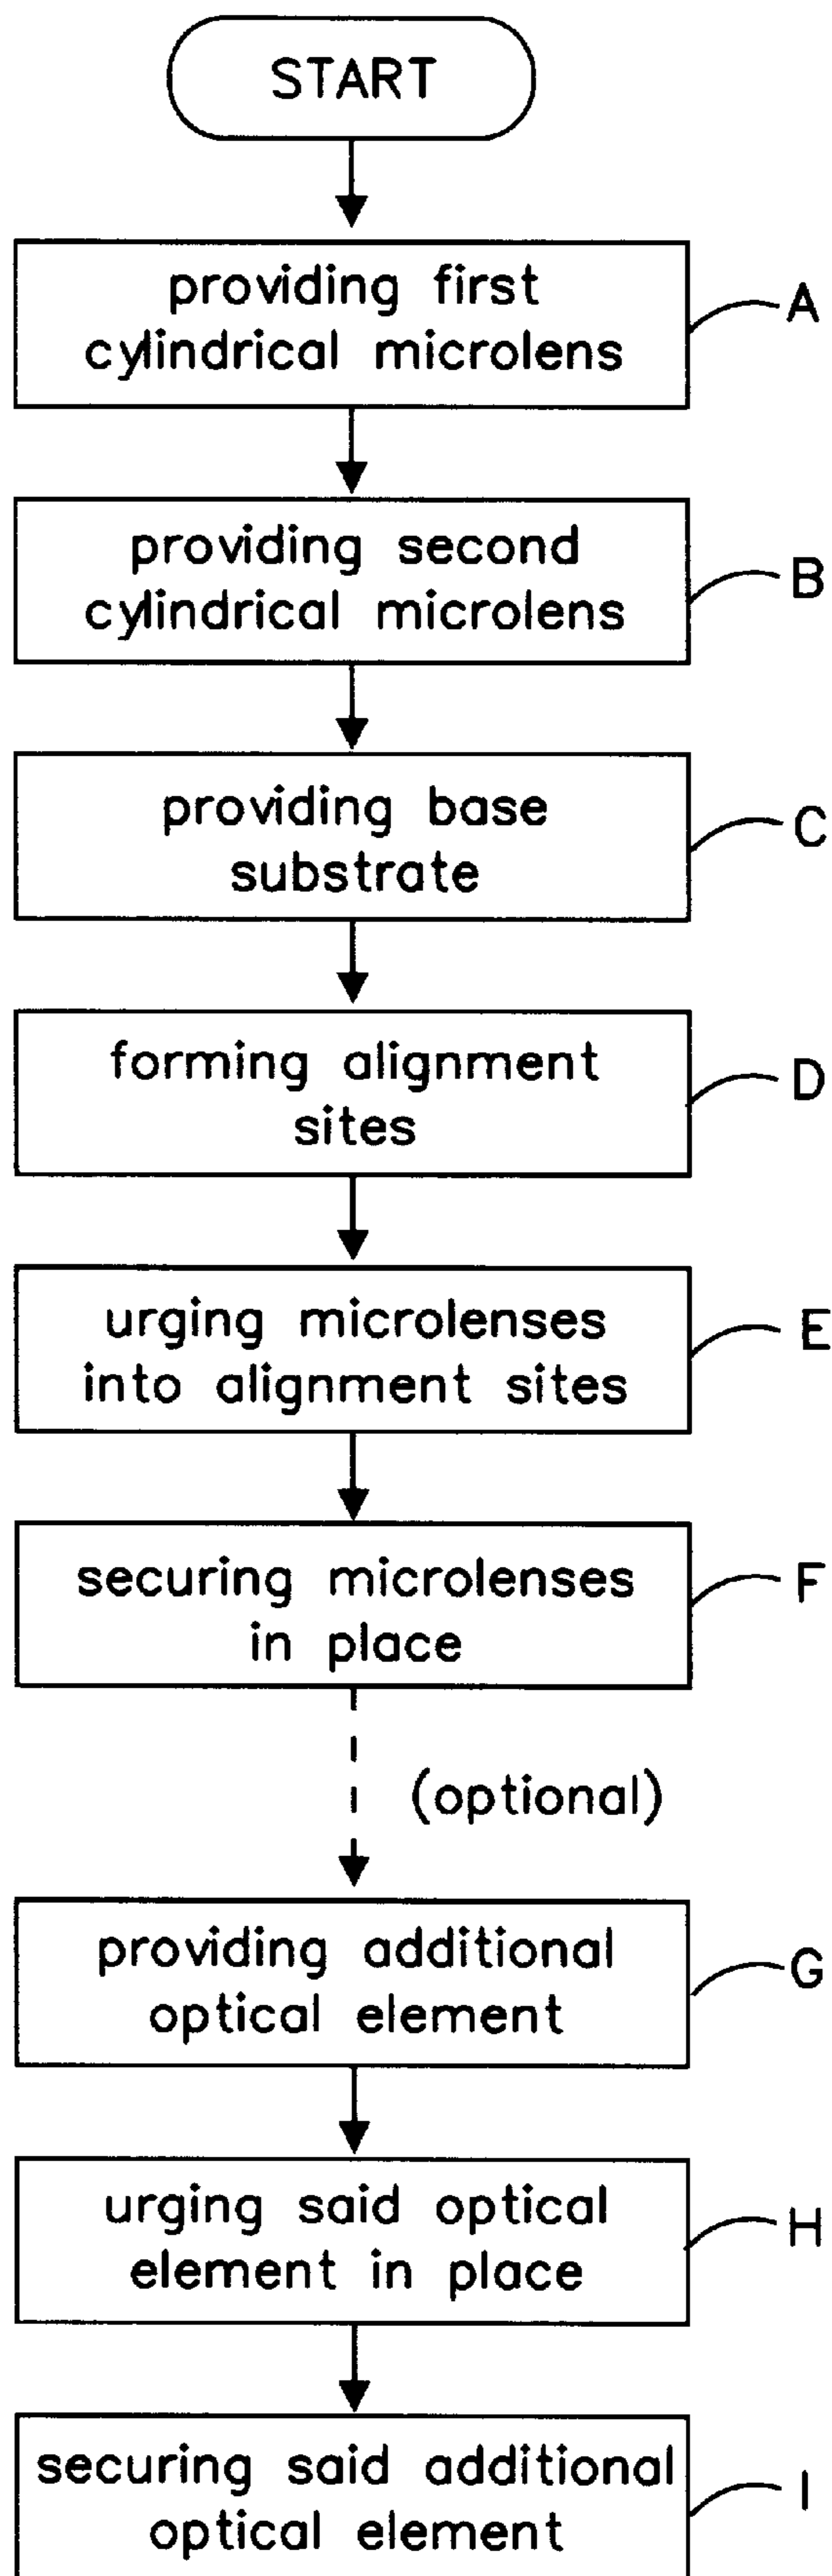 START
providing first
cylindrical microlens
A
providing second
cylindrical microlens
B
providing base
substrate
C
forming alignment
sites
D
urging microlenses
into alignment sites
E
securing microlenses
in place
F
(optional)
providing additional
optical element
G
urging said optical
element in place
H
securing said additional
optical element
I